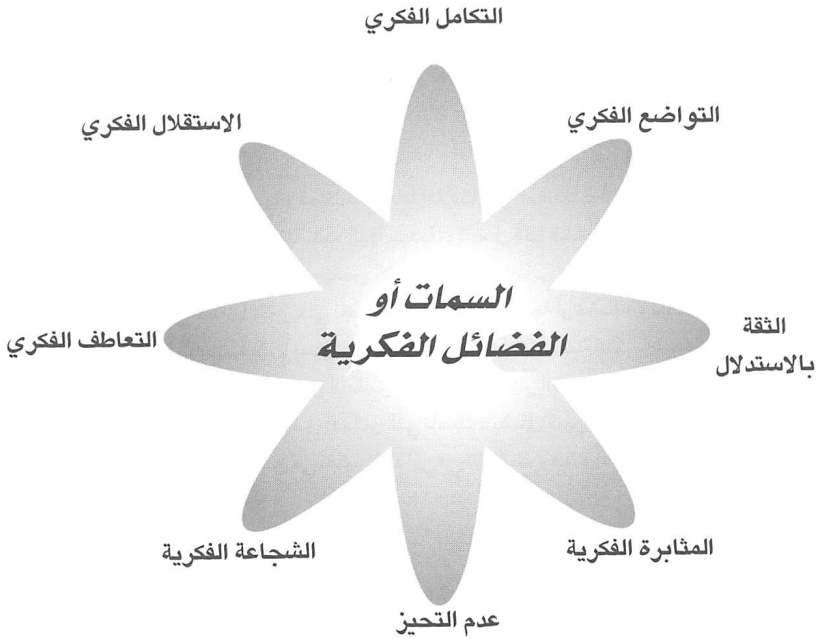 التكامل الفكري
التواضع الفكري
الاستقلال الفكري
السمات أو
الفضائل الفكرية
الثقة
بالاستدلال
التعاطف الفكري
المثابرة الفكرية
الشجاعة الفكرية
عدم التحيز